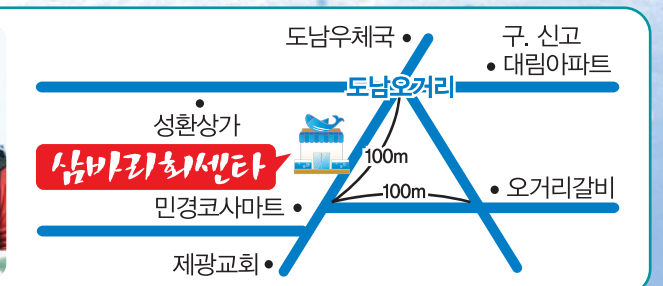 도남우체국
구. 신고
대림아파트
도남오거리
성환상가
삼바리회센타
100m
100m
오거리갈비
민경코사마트
제광교회